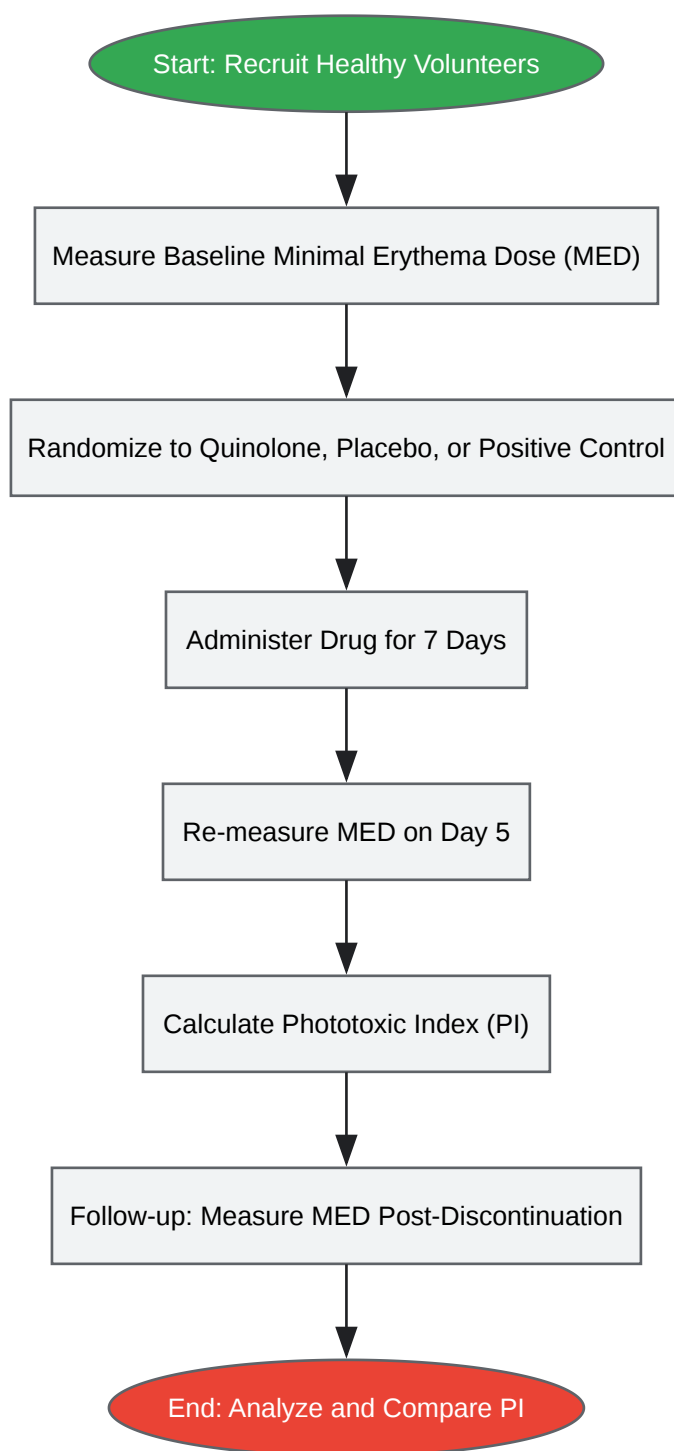 Start: Recruit Healthy Volunteers
Measure Baseline Minimal Erythema Dose (MED)
Randomize to Quinolone, Placebo, or Positive Control
Administer Drug for 7 Days
Re-measure MED on Day 5
Calculate Phototoxic Index (PI)
Follow-up: Measure MED Post-Discontinuation
End: Analyze and Compare PI